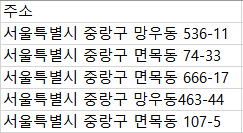 주소
서울특별시 중랑구 망우동 536-11
서울특별시 중랑구 면목동 74-33
서울특별시 중랑구 면목동 666-17
서울특별시 중랑구 망우동463-44
서울특별시 중랑구 면목동 107-5